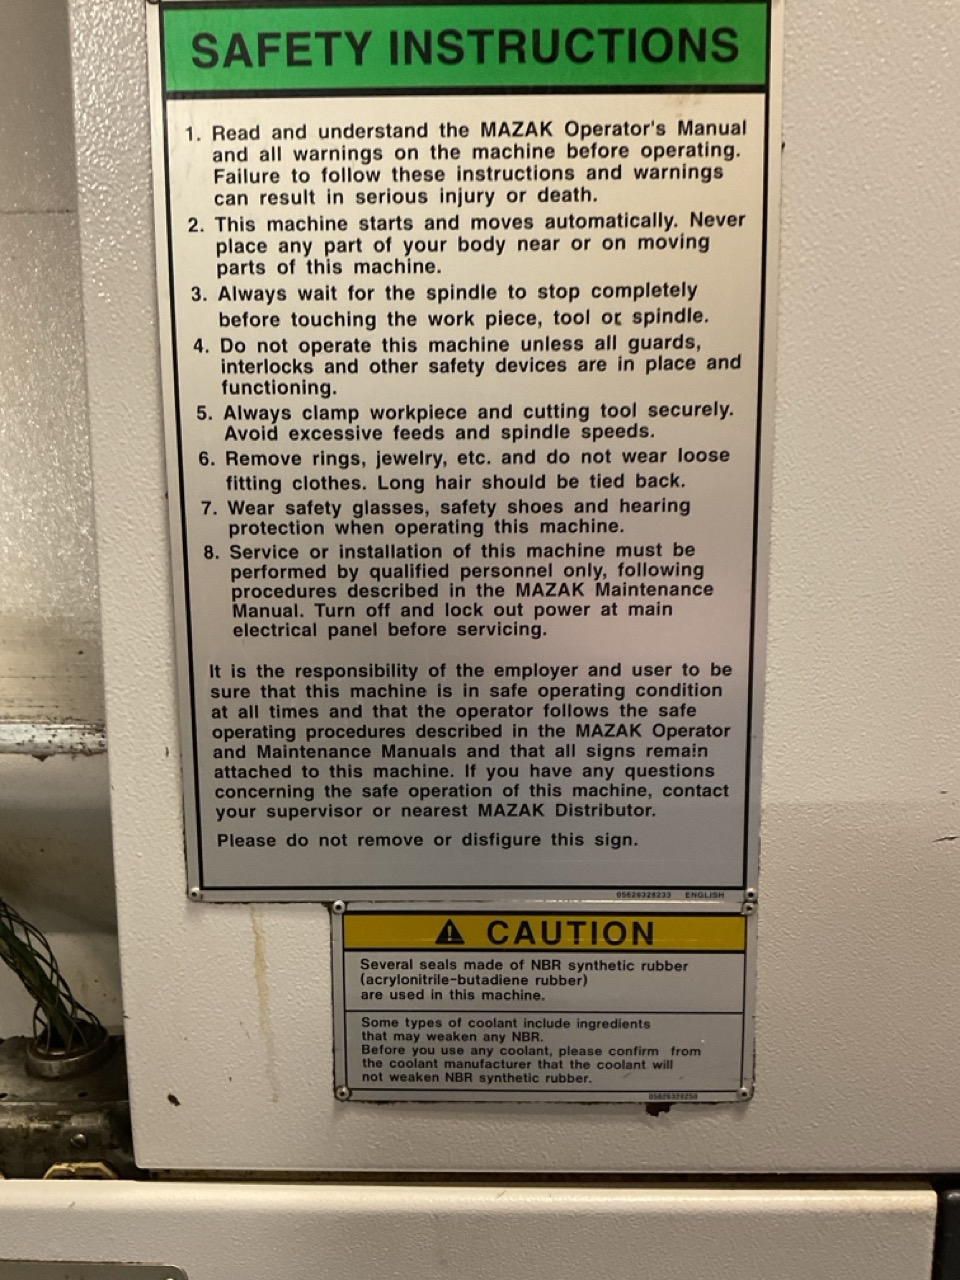 SAFETY INSTRUCTIONS
1. Read and understand the MAZAK Operator's Manual
and all warnings on the machine before operating.
Failure to follow these instructions and warnings
can result in serious injury or death.
2. This machine starts and moves automatically. Never
place any part of your body near or on moving
parts of this machine.
3. Always wait for the spindle to stop completely
before touching the work piece, tool or spindle.
4. Do not operate this machine unless all guards,
interlocks and other safety devices are in place and
functioning.
5. Always clamp workpiece and cutting tool securely.
Avoid excessive feeds and spindle speeds.
6. Remove rings, jewelry, etc. and do not wear loose
fitting clothes. Long hair should be tied back.
7. Wear safety glasses, safety shoes and hearing
protection when operating this machine.
8. Service or installation of this machine must be
performed by qualified personnel only, following
procedures described in the MAZAK Maintenance
Manual. Turn off and lock out power at main
electrical panel before servicing.
It is the responsibility of the employer and user to be
sure that this machine is in safe operating condition
at all times and that the operator follows the safe
operating procedures described in the MAZAK Operator
and Maintenance Manuals and that all signs remain
attached to this machine. If you have any questions
concerning the safe operation of this machine, contact
your supervisor or nearest MAZAK Distributor.
Please do not remove or disfigure this sign.
ENGLISH
CAUTION
Several seals made of NBR synthetic rubber
(acrylonitrile-butadiene rubber)
are used in this machine.
Some types of coolant include ingredients
that may weaken any NBR.
Before you use any coolant, please confirm from
the coolant manufacturer that the coolant will
not weaken NBR synthetic rubber.